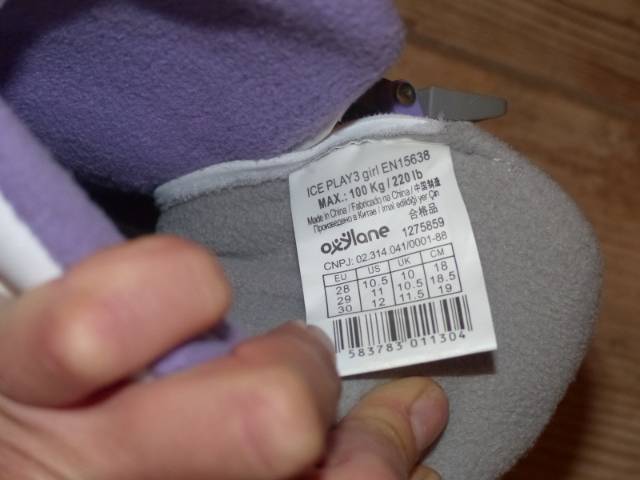 ICE PLAY3 girl EN15638
MAX.: 100 Kg / 220 lb
Made in China / Fabricado na China / 中国制造
Произведено в Китае / imal edildiği yer Çin
合格品
oxylane 1275859
CNPJ: 02.314.041/0001-88
EU US UK CM
28 10.5 10 18
29 11 10.5 18.5
30 12 11.5 19
583783 011304